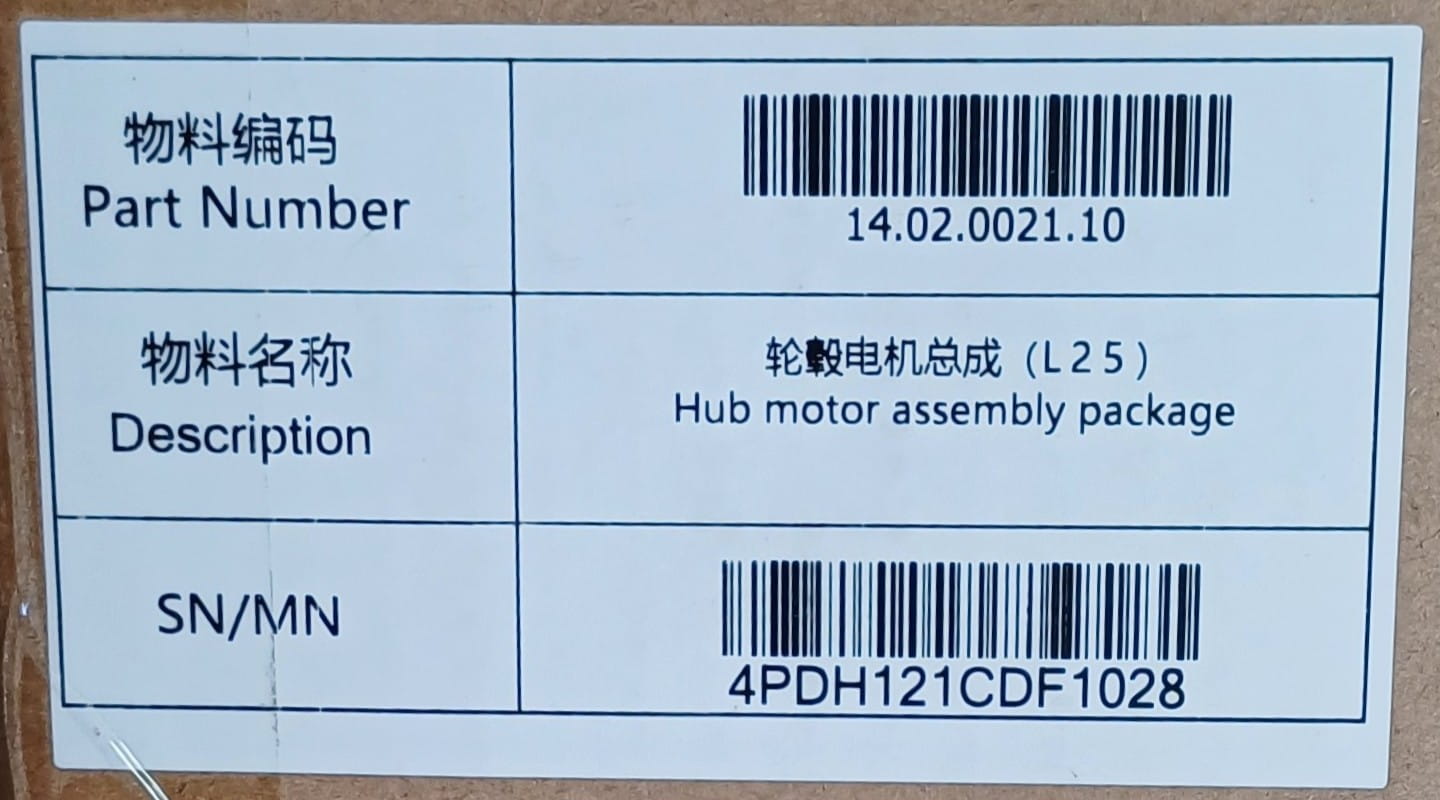 物料编码
Part Number
14.02.0021.10
物料名称
Description
轮毂电机总成（L25）
Hub motor assembly package
SN/MN
4PDH121CDF1028